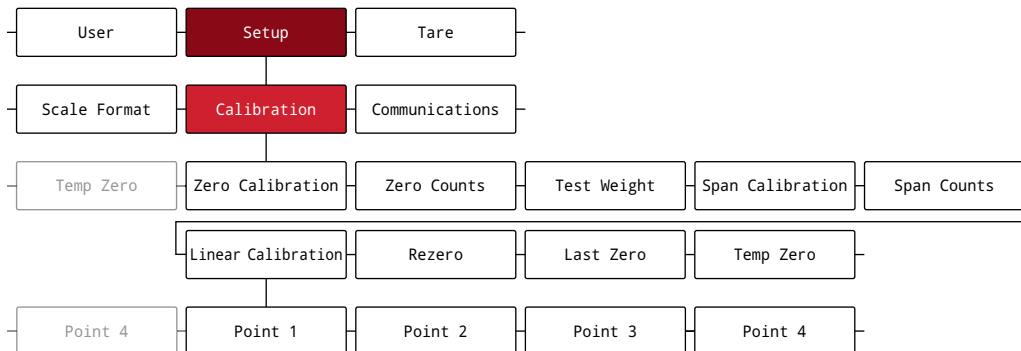 User Setup Tare
Scale Format Calibration Communications
Temp Zero Zero Calibration Zero Counts Test Weight Span Calibration Span Counts
Linear Calibration Rezero Last Zero Temp Zero
Point 4 Point 1 Point 2 Point 3 Point 4